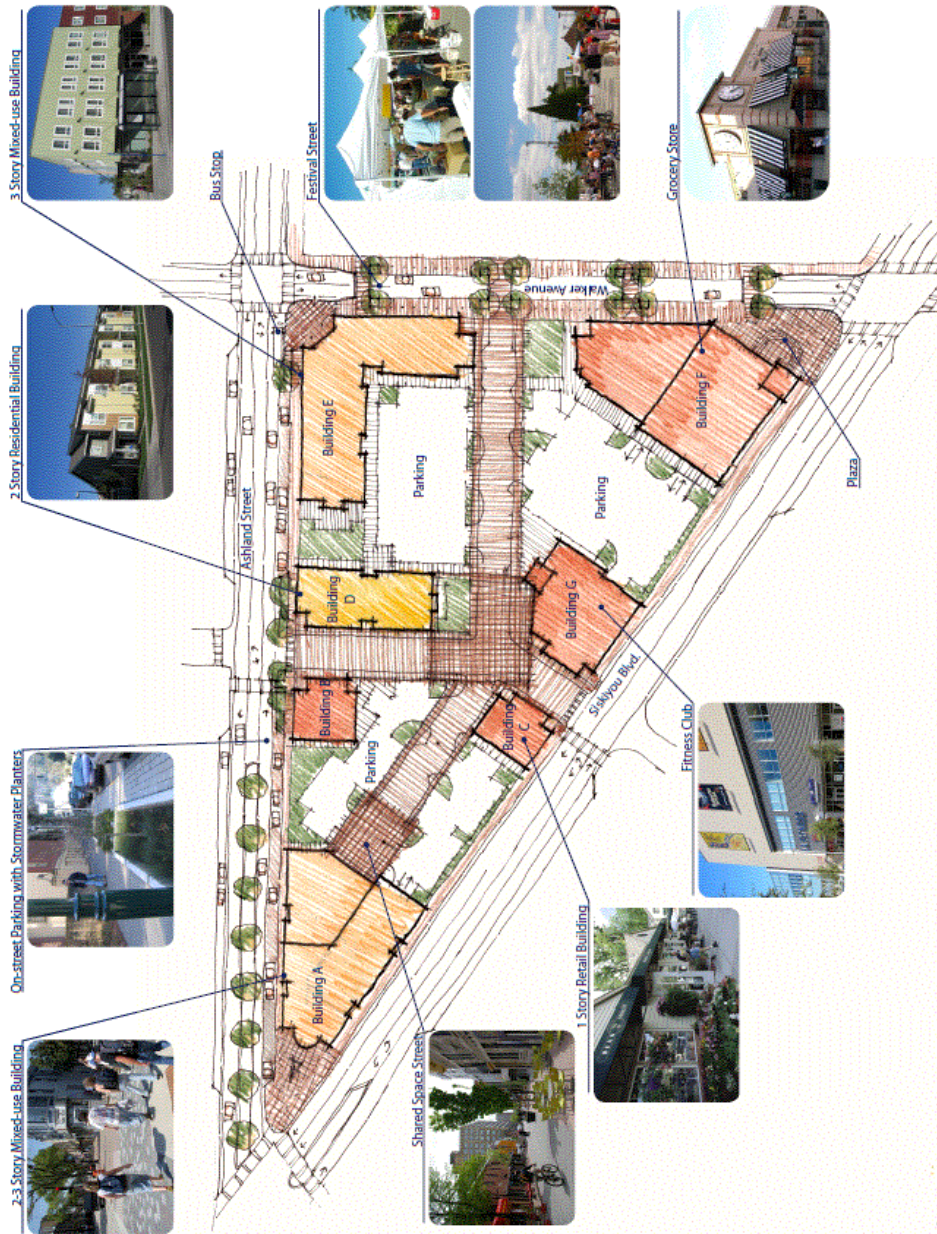 2-3 Story Mixed-use Building
On-street Parking with Stormwater Planters
2 Story Residential Building
3 Story Mixed-use Building
Ashland Street
Bus Stop
Festival Street
Walker Avenue
Grocery Store
Building A
Building B
Building
C
Building
D
Building E
Building F
Building G
Parking
Parking
Parking
Siskiyou Blvd.
Shared Space Street
1 Story Retail Building
Fitness Club
Plaza